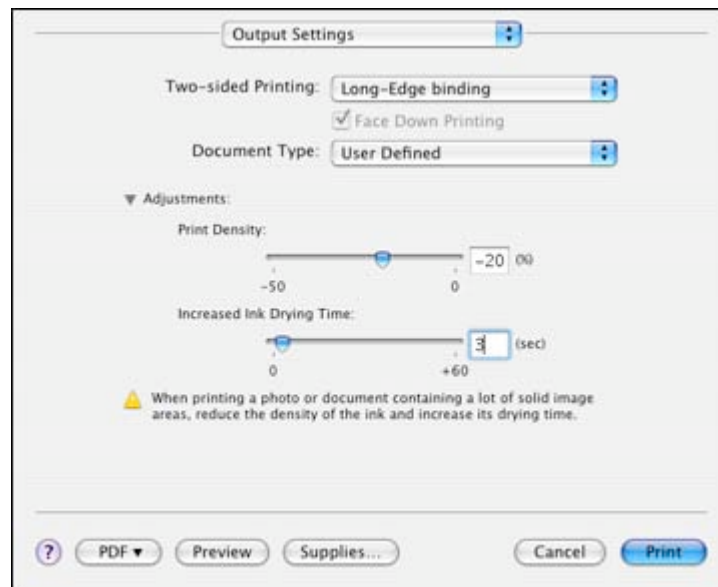 Output Settings
Two-sided Printing: Long-Edge binding
Face Down Printing
Document Type: User Defined
Adjustments:
Print Density:
-20 (%)
-50 0
Increased Ink Drying Time:
3 (sec)
0 +60
When printing a photo or document containing a lot of solid image
areas, reduce the density of the ink and increase its drying time.
? PDF ▼ Preview Supplies... Cancel Print